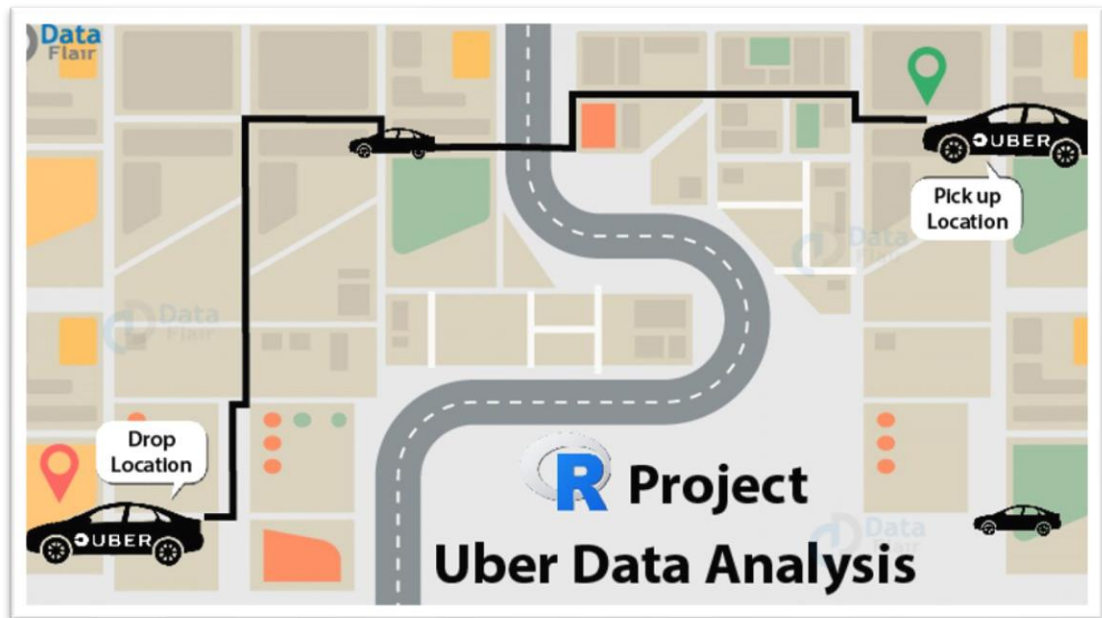 Data
Flair
UBER
Pick up
Location
Data
Flair
Data
Flair
Drop
Location
UBER
R Project
Uber Data Analysis
Data
Flair